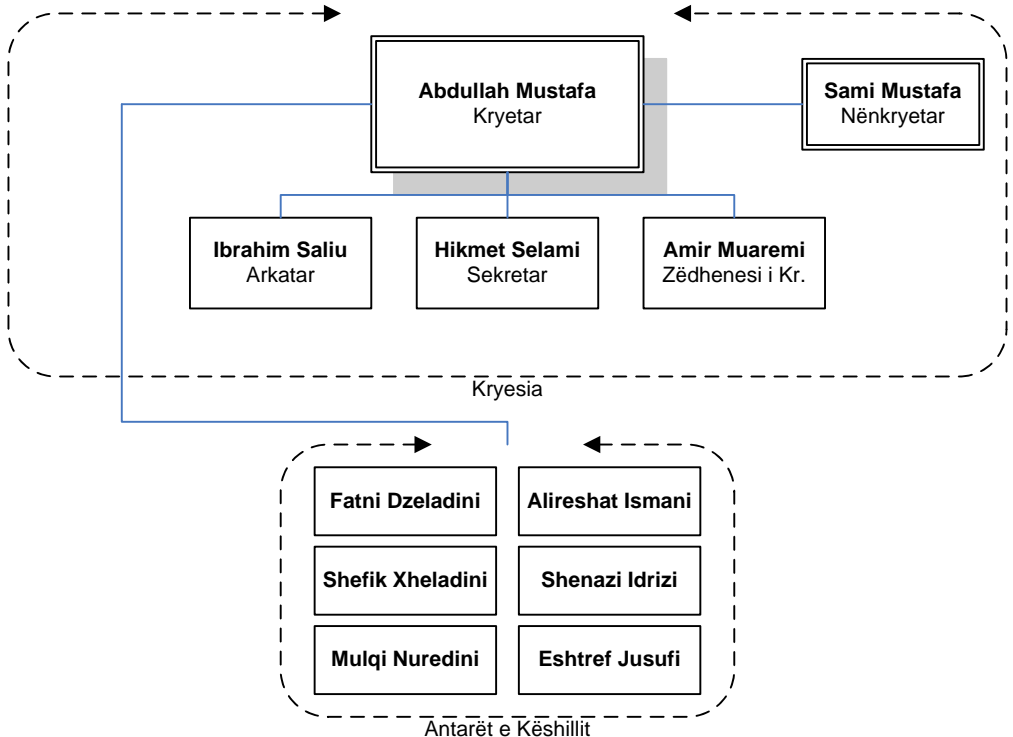 Abdullah Mustafa
Kryetar
Sami Mustafa
Nënkryetar
Ibrahim Saliu
Arkatar
Hikmet Selami
Sekretar
Amir Muaremi
Zëdhenesi i Kr.
Kryesia
Fatni Dzeladini
Alireshat Ismani
Shefik Xheladini
Shenazi Idrizi
Mulqi Nuredini
Eshtref Jusufi
Antarët e Këshillit